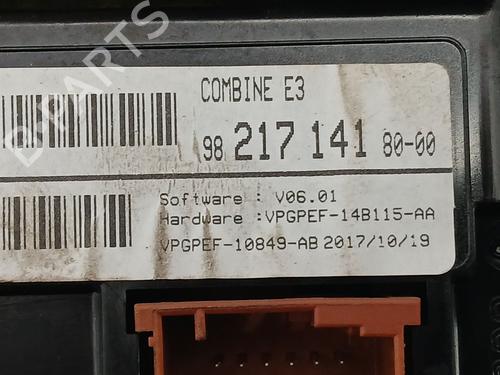 COMBINE E3
98 217 141 80-00
Software : V06.01
Hardware :VPGPEF-14B115-AA
VPGPEF-10849-AB 2017/10/19
D-PARTS